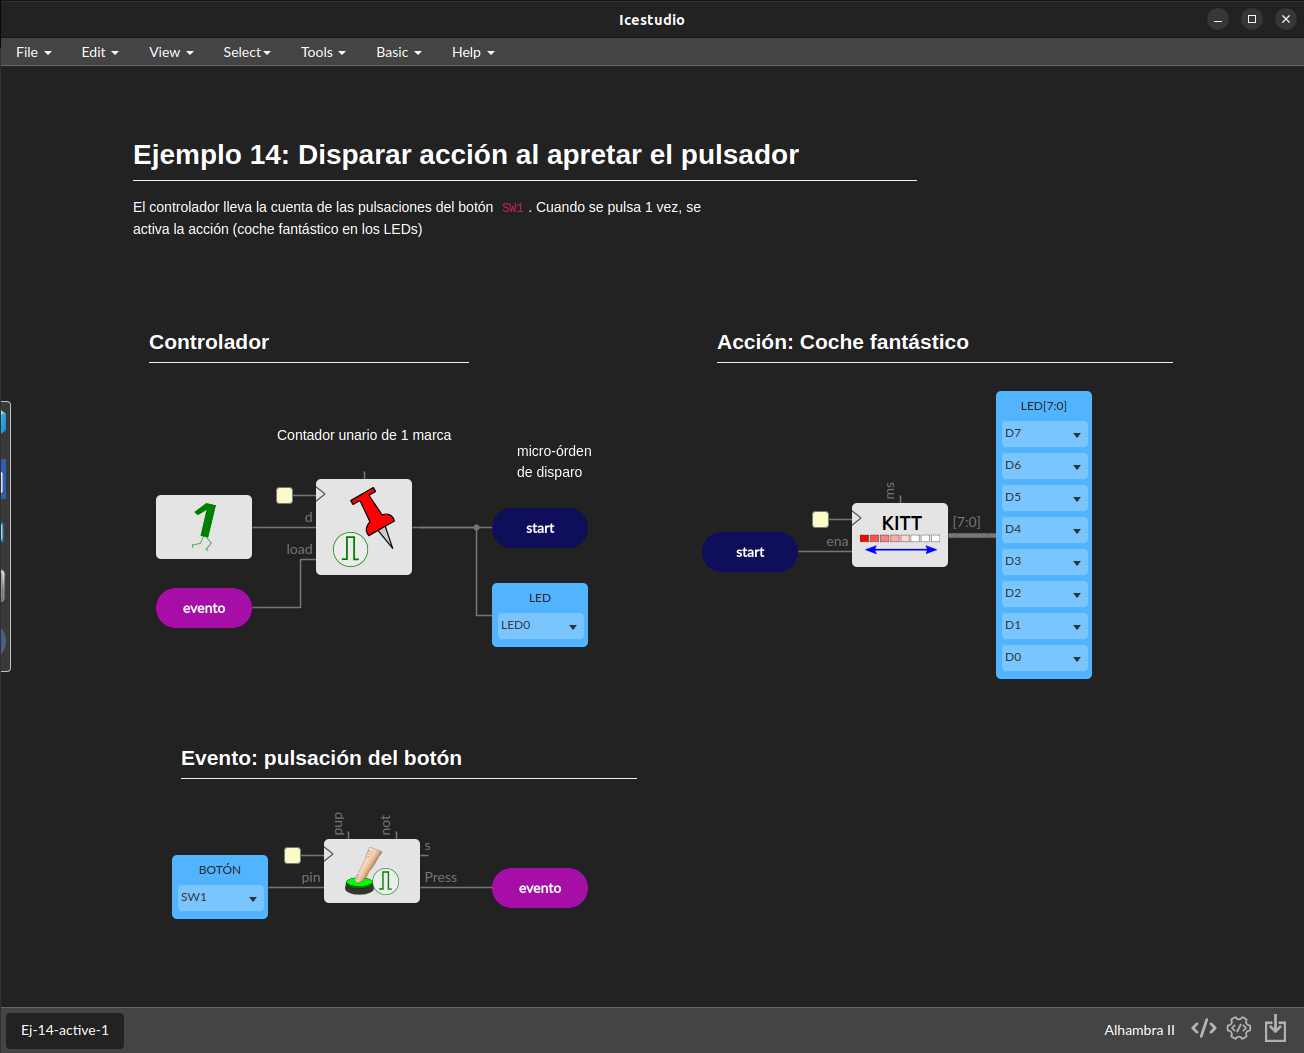 Icestudio
File Edit View Select Tools Basic Help
Ejemplo 14: Disparar acción al apretar el pulsador
El controlador lleva la cuenta de las pulsaciones del botón SW1 . Cuando se pulsa 1 vez, se
activa la acción (coche fantástico en los LEDs)
Controlador
Contador unario de 1 marca
micro-órden
de disparo
1
d
load
evento
start
LED
LED0
Acción: Coche fantástico
start
ms
ena
KITT
[7:0]
LED[7:0]
D7
D6
D5
D4
D3
D2
D1
D0
Evento: pulsación del botón
BOTÓN
SW1
pup
not
pin
s
Press
evento
Ej-14-active-1
Alhambra II